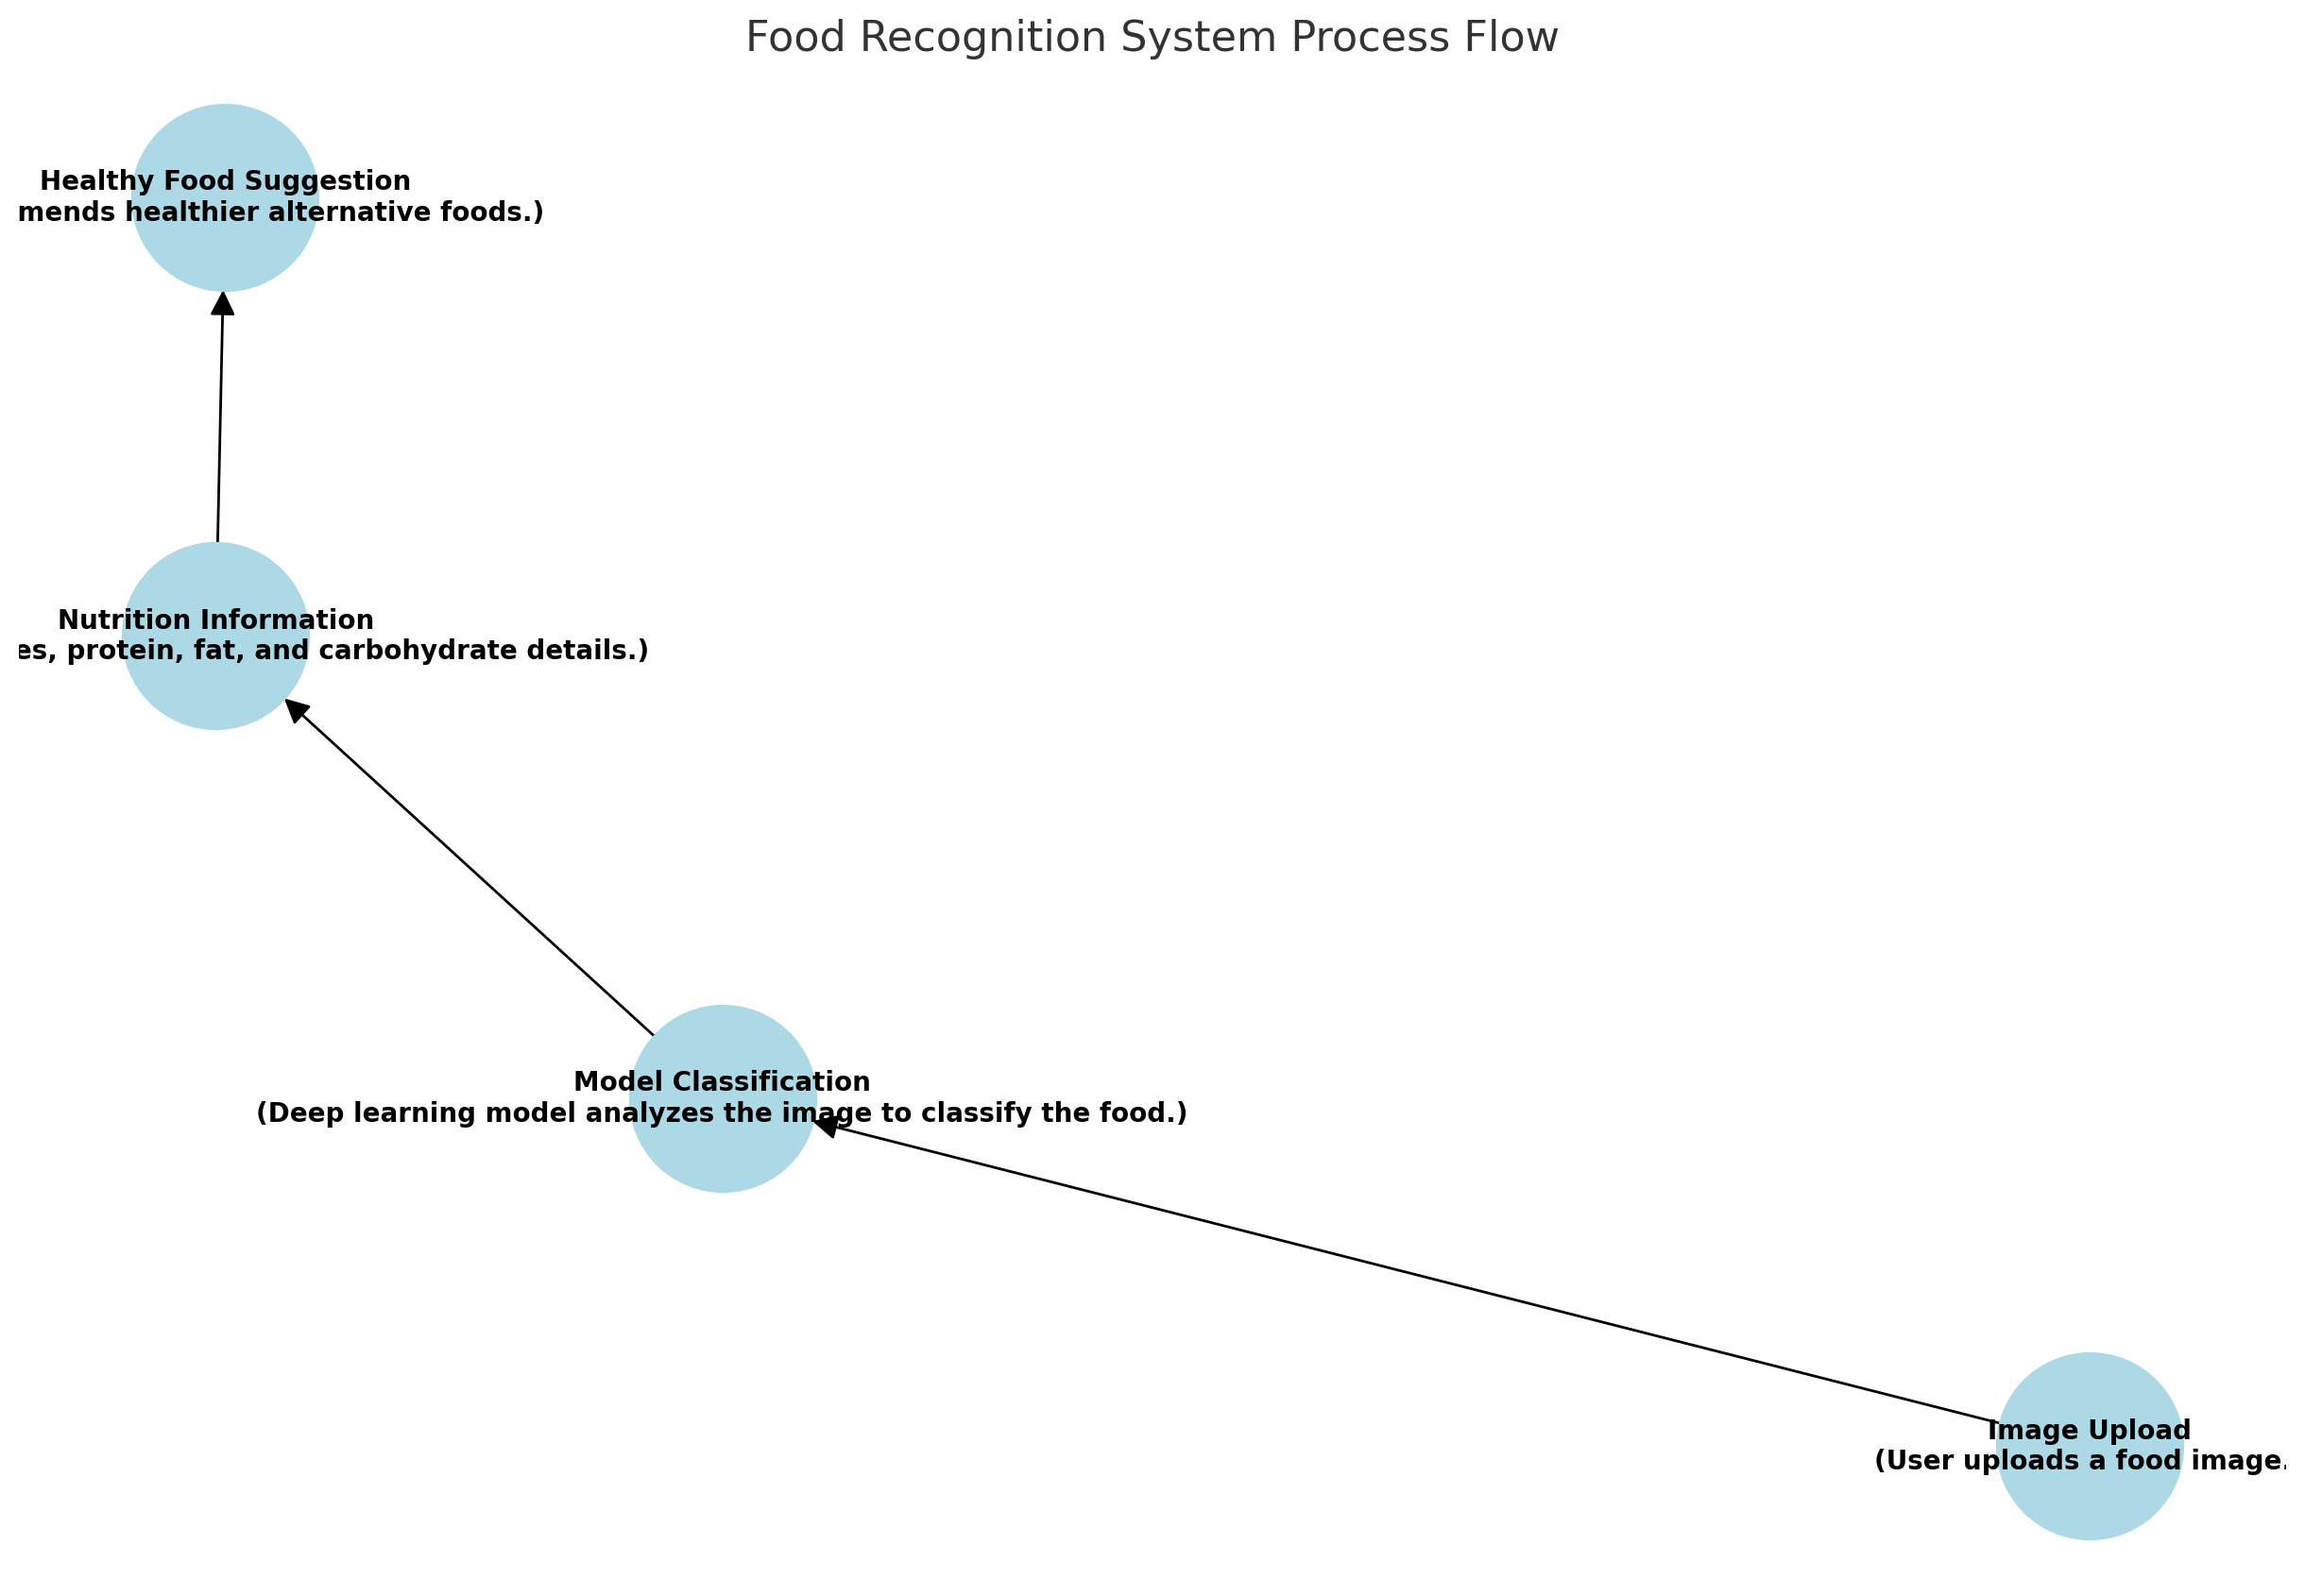 Food Recognition System Process Flow
Healthy Food Suggestion
mends healthier alternative foods.)
Nutrition Information
es, protein, fat, and carbohydrate details.)
Model Classification
(Deep learning model analyzes the image to classify the food.)
Image Upload
(User uploads a food image.